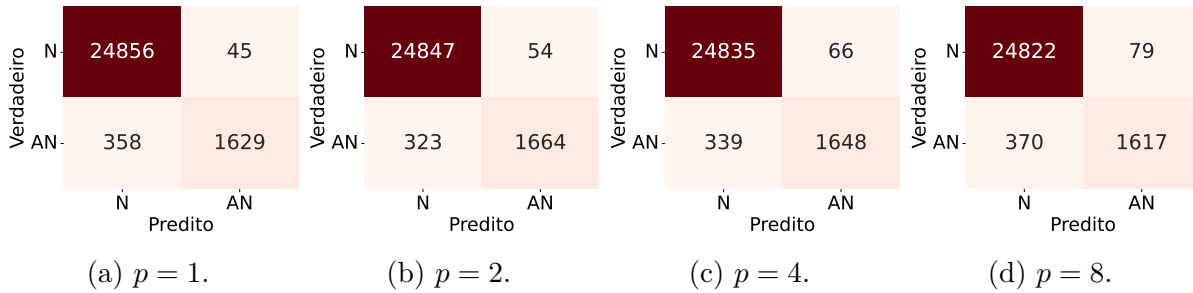 Verdadeiro
N
24856
45
AN
358
1629
N
AN
Predito
(a) p = 1.
Verdadeiro
N
24847
54
AN
323
1664
N
AN
Predito
(b) p = 2.
Verdadeiro
N
24835
66
AN
339
1648
N
AN
Predito
(c) p = 4.
Verdadeiro
N
24822
79
AN
370
1617
N
AN
Predito
(d) p = 8.